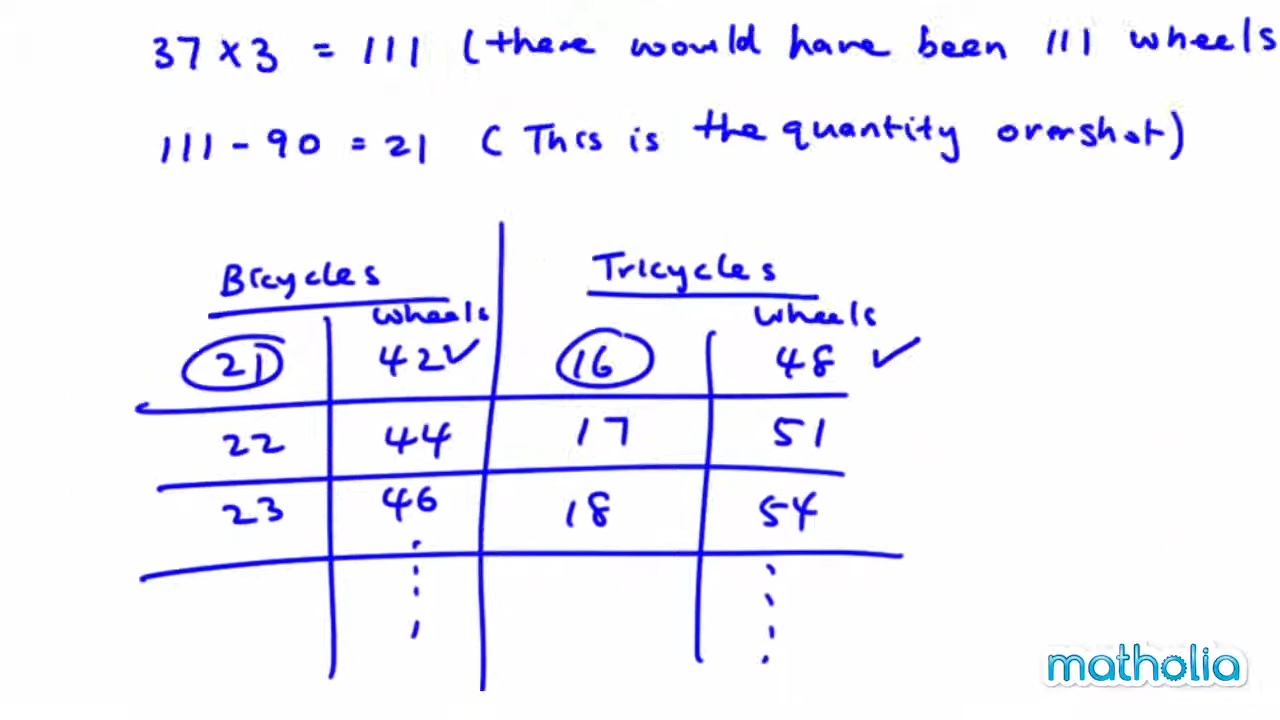 37 × 3 = 111 (there would have been 111 wheels
111 - 90 = 21 (This is the quantity overshot)
Bicycles Tricycles
wheels wheels
21 42 ✓ 16 48 ✓
22 44 17 51
23 46 18 54
matholia